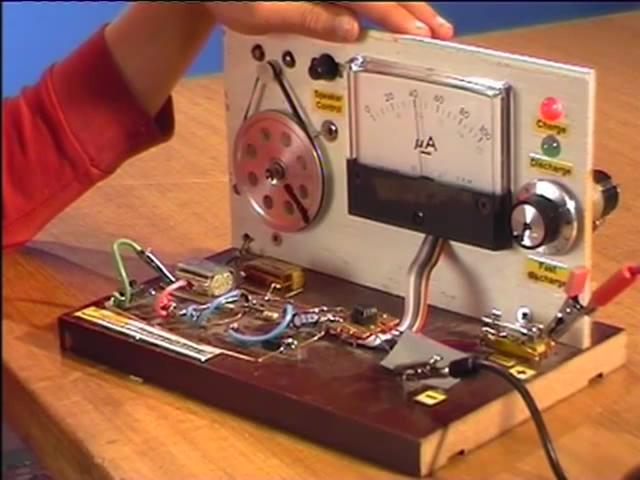 Speaker
Control
0 20 40 60 80 100
µA
Charge
Discharge
Fast
discharge
+
−